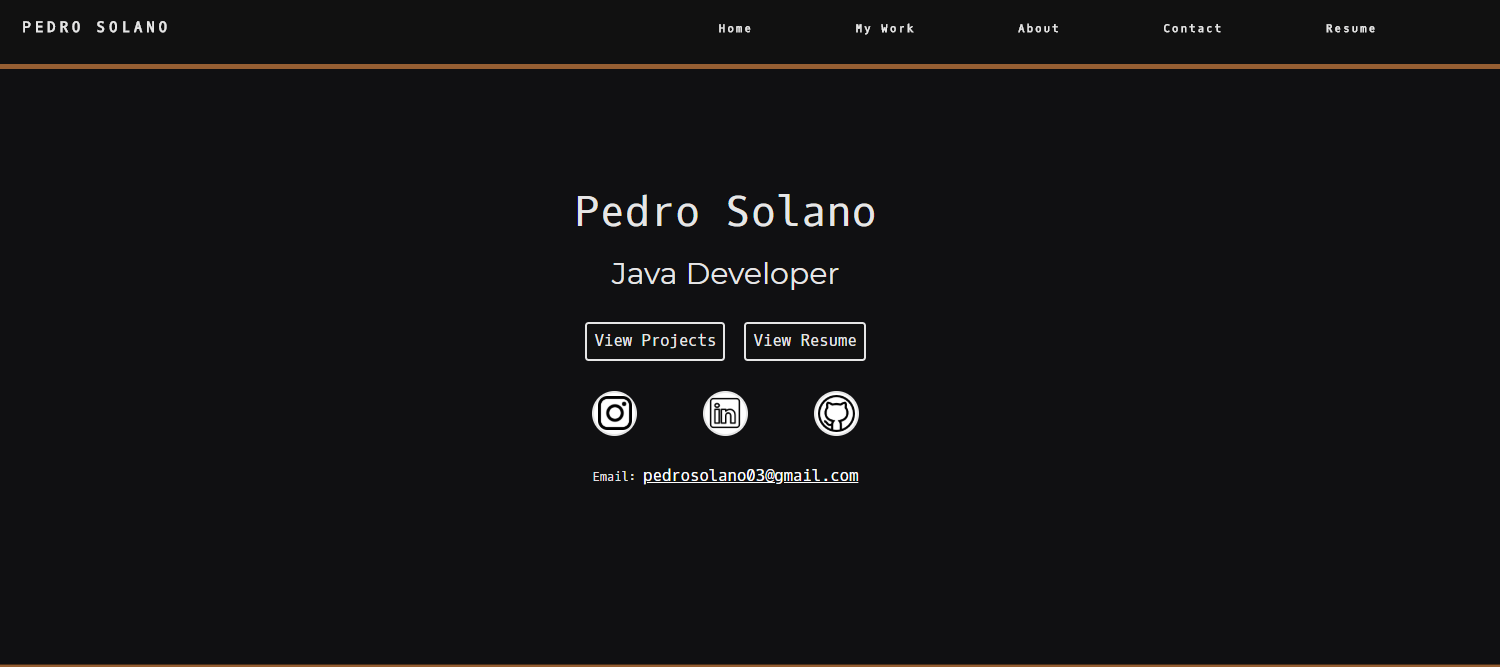 PEDRO SOLANO Home My Work About Contact Resume
Pedro Solano
Java Developer
View Projects View Resume
in
Email: pedrosolano03@gmail.com